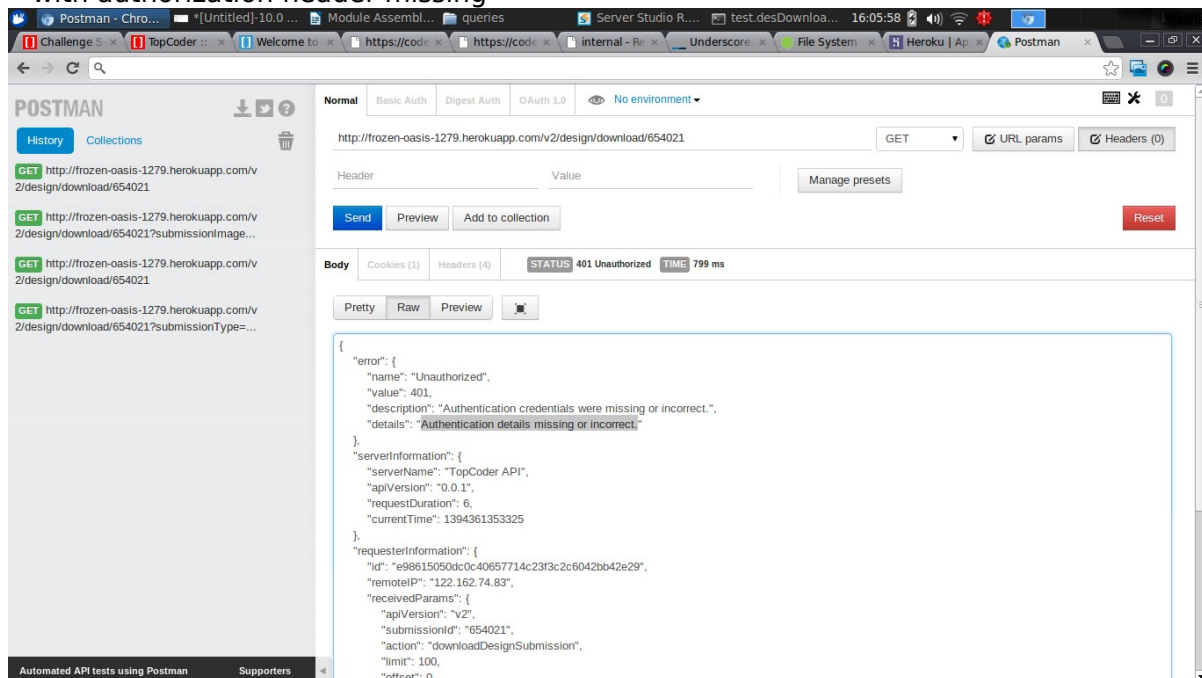 with authorization header missing
Postman - Chro... *[Untitled]-10.0 ... Module Assembl... queries Server Studio R.... test.desDownloa... 16:05:58
Challenge 5 TopCoder :: Welcome to https://code https://code internal - Re Underscore. File System Heroku | Ap Postman
POSTMAN
Normal Basic Auth Digest Auth OAuth 1.0 No environment
0
History Collections
http://frozen-oasis-1279.herokuapp.com/v2/design/download/654021 GET URL params Headers (0)
GET http://frozen-oasis-1279.herokuapp.com/v
2/design/download/654021
Header Value Manage presets
GET http://frozen-oasis-1279.herokuapp.com/v
2/design/download/654021?submissionImage...
Send Preview Add to collection Reset
GET http://frozen-oasis-1279.herokuapp.com/v
2/design/download/654021
Body Cookies (1) Headers (4) STATUS 401 Unauthorized TIME 799 ms
GET http://frozen-oasis-1279.herokuapp.com/v
2/design/download/654021?submissionType=...
Pretty Raw Preview
{
"error": {
"name": "Unauthorized",
"value": 401,
"description": "Authentication credentials were missing or incorrect.",
"details": "Authentication details missing or incorrect."
},
"serverInformation": {
"serverName": "TopCoder API",
"apiVersion": "0.0.1",
"requestDuration": 6,
"currentTime": 1394361353325
},
"requesterInformation": {
"id": "e98615050dc0c40657714c23f3c2c6042bb42e29",
"remoteIP": "122.162.74.83",
"receivedParams": {
"apiVersion": "v2",
"submissionId": "654021",
"action": "downloadDesignSubmission",
"limit": 100,
"offset": 0
Automated API tests using Postman Supporters